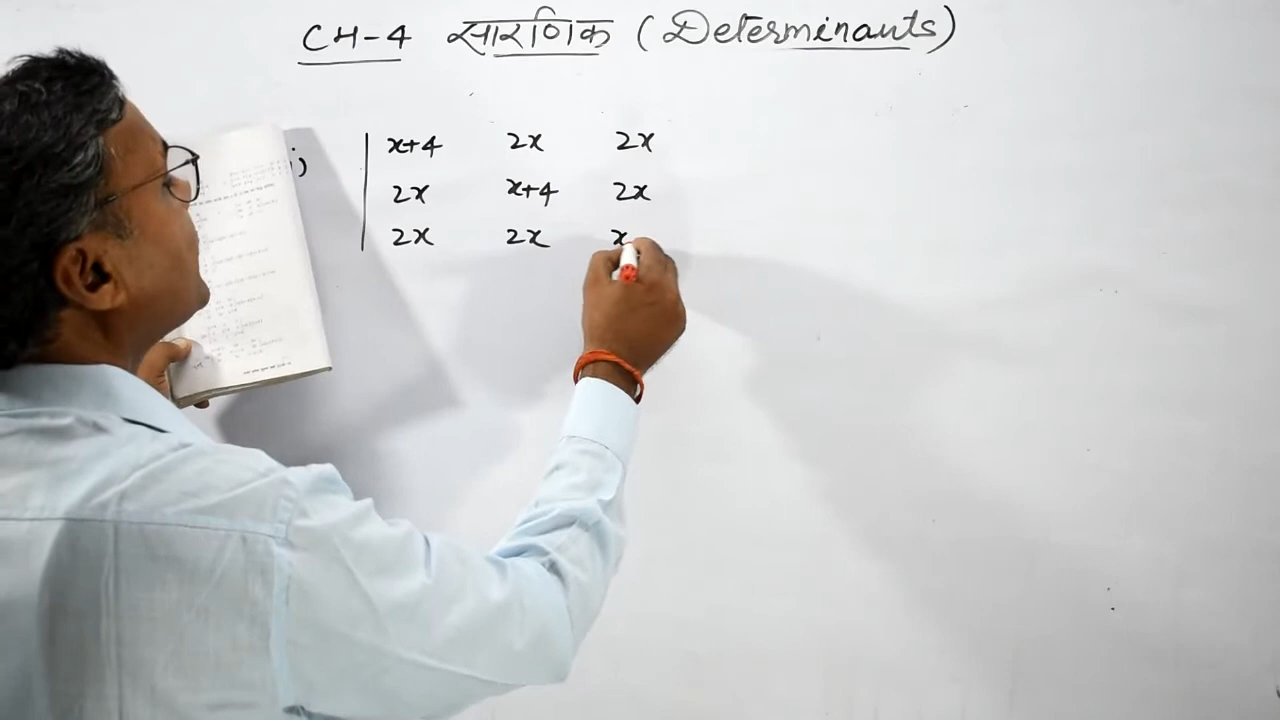 CH-4 सारणिक (Determinants)
i) | x+4 2x 2x
2x x+4 2x
2x 2x x